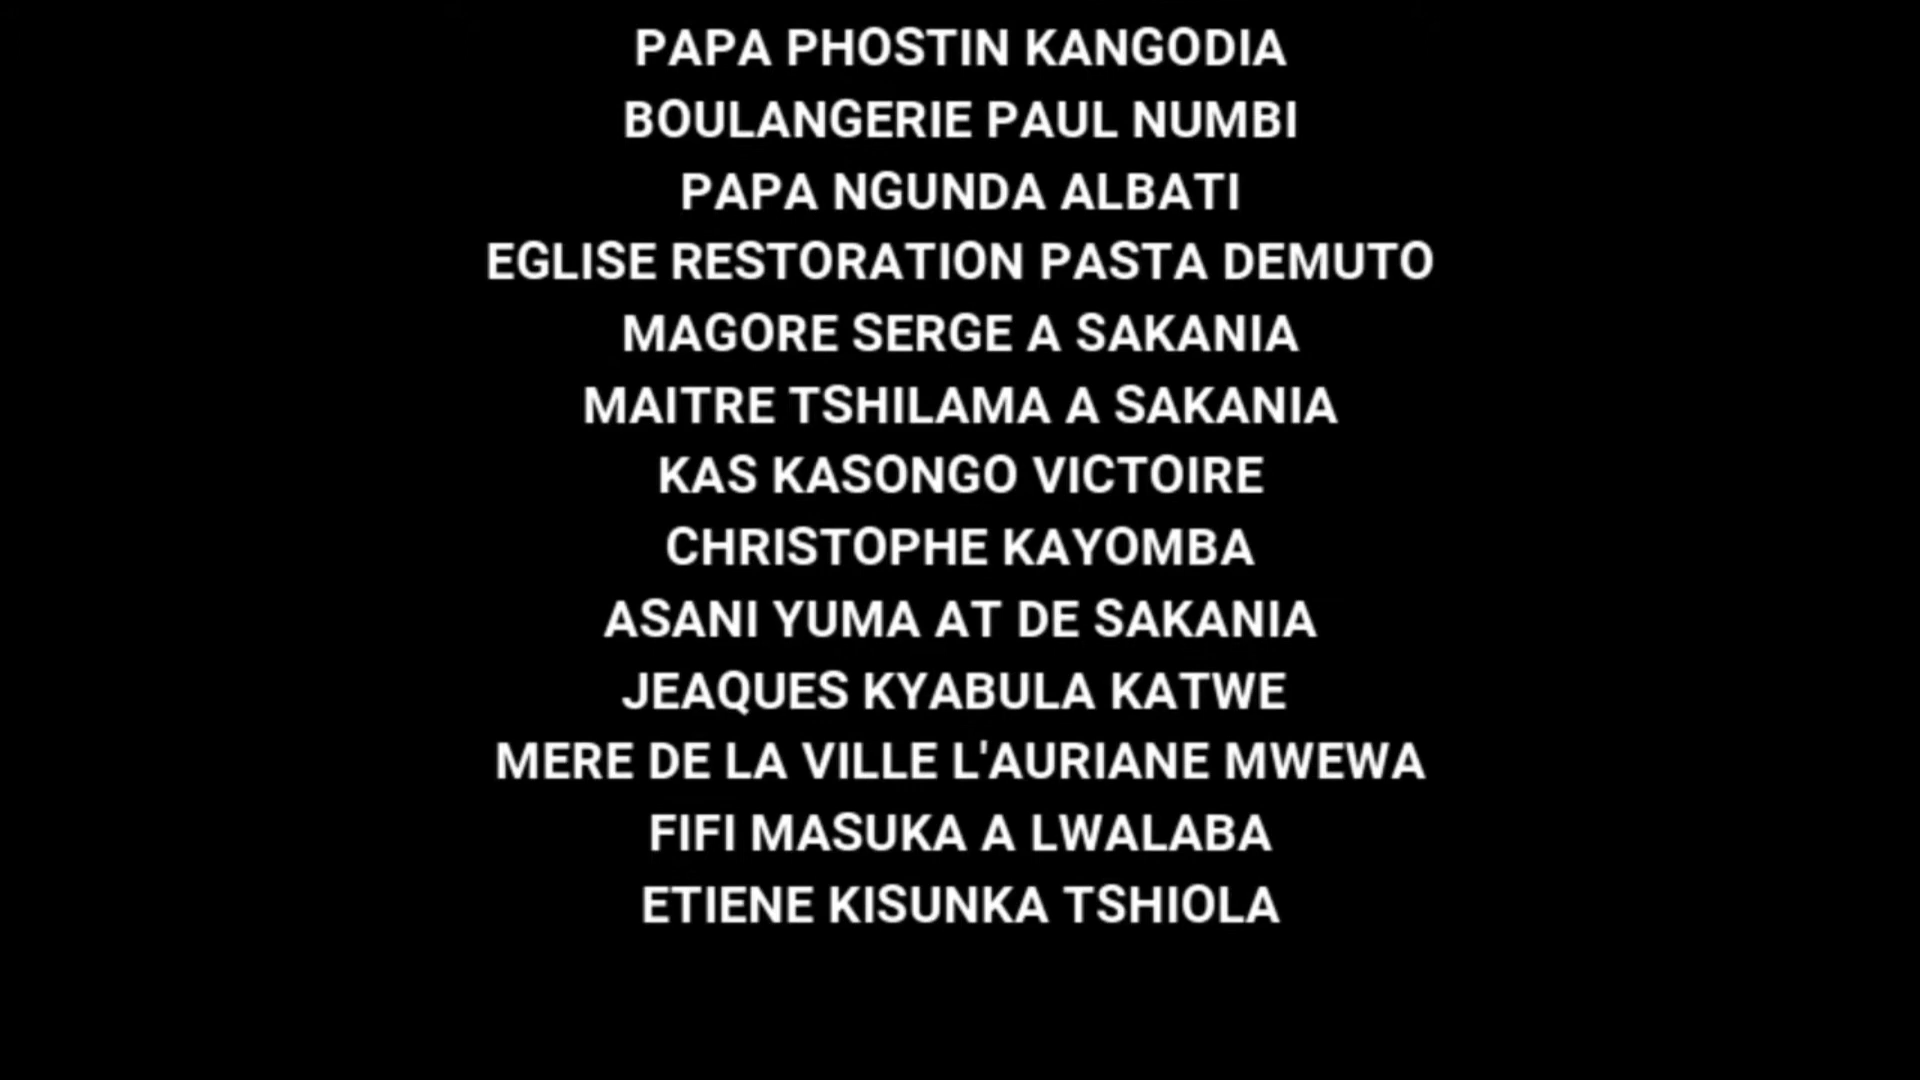 PAPA PHOSTIN KANGODIA
BOULANGERIE PAUL NUMBI
PAPA NGUNDA ALBATI
EGLISE RESTORATION PASTA DEMUTO
MAGORE SERGE A SAKANIA
MAITRE TSHILAMA A SAKANIA
KAS KASONGO VICTOIRE
CHRISTOPHE KAYOMBA
ASANI YUMA AT DE SAKANIA
JEAQUES KYABULA KATWE
MERE DE LA VILLE L'AURIANE MWEWA
FIFI MASUKA A LWALABA
ETIENE KISUNKA TSHIOLA